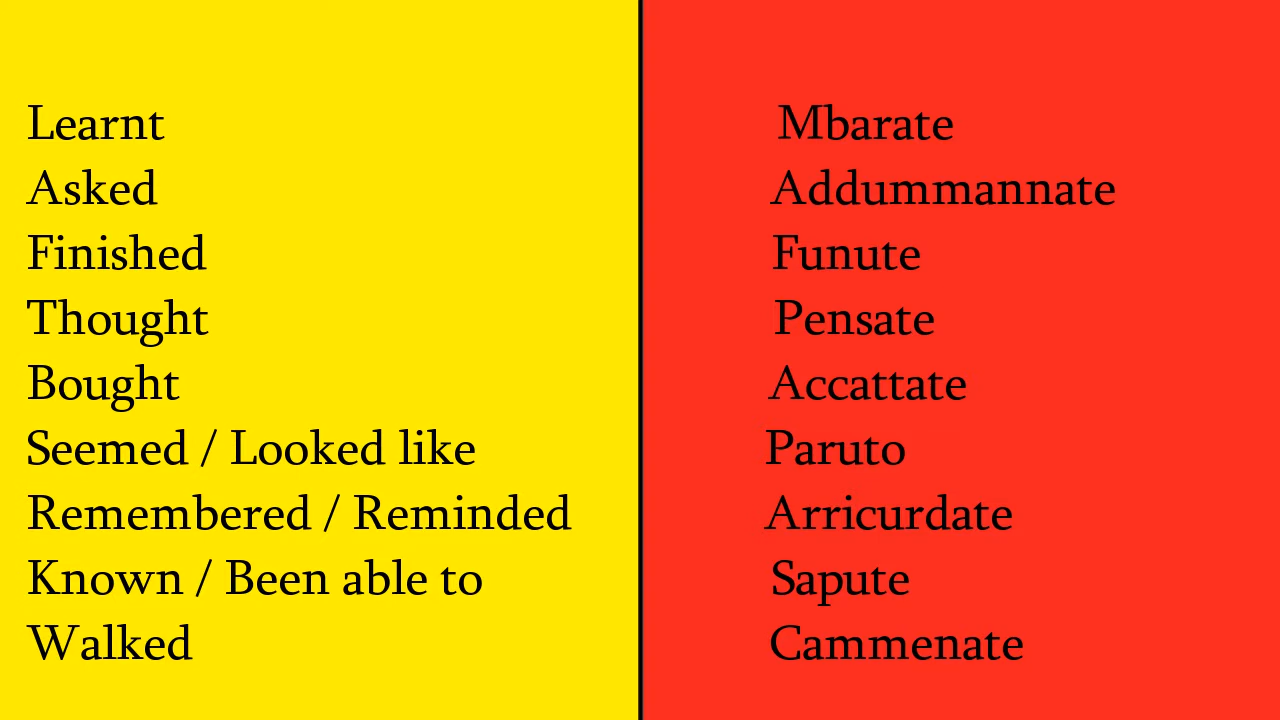 Learnt
Asked
Finished
Thought
Bought
Seemed / Looked like
Remembered / Reminded
Known / Been able to
Walked
Mbarate
Addummannate
Funute
Pensate
Accattate
Paruto
Arricurdate
Sapute
Cammenate